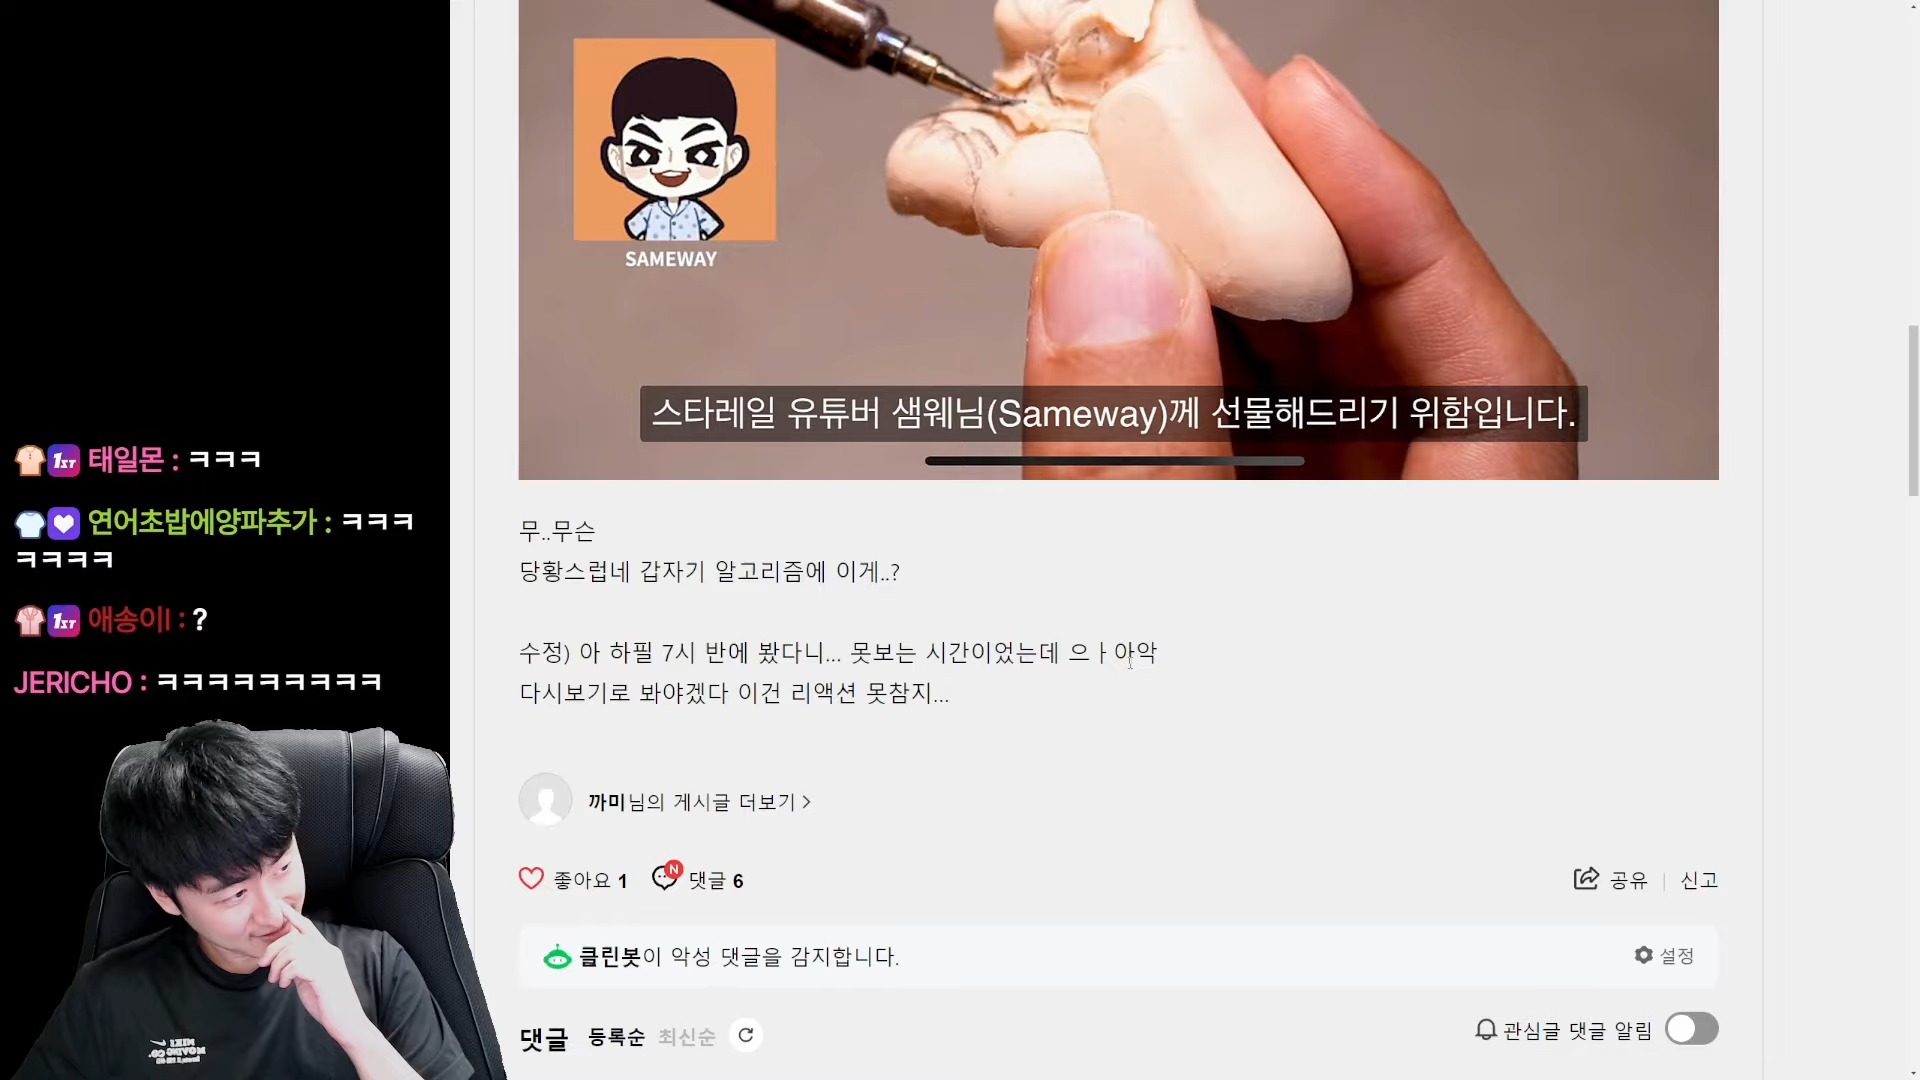 SAMEWAY
스타레일 유튜버 샘웨님(Sameway)께 선물해드리기 위함입니다.
1ST 태일몬 : ㅋㅋㅋ
연어초밥에양파추가 : ㅋㅋㅋ
ㅋㅋㅋㅋ
1ST 애송이l : ?
JERICHO : ㅋㅋㅋㅋㅋㅋㅋㅋㅋ
무..무슨
당황스럽네 갑자기 알고리즘에 이게..?
수정) 아 하필 7시 반에 봤다니... 못보는 시간이었는데 으ㅏ아악
다시보기로 봐야겠다 이건 리액션 못참지...
까미님의 게시글 더보기 >
좋아요 1 N 댓글 6
공유 신고
클린봇이 악성 댓글을 감지합니다.
설정
댓글 등록순 최신순
관심글 댓글 알림